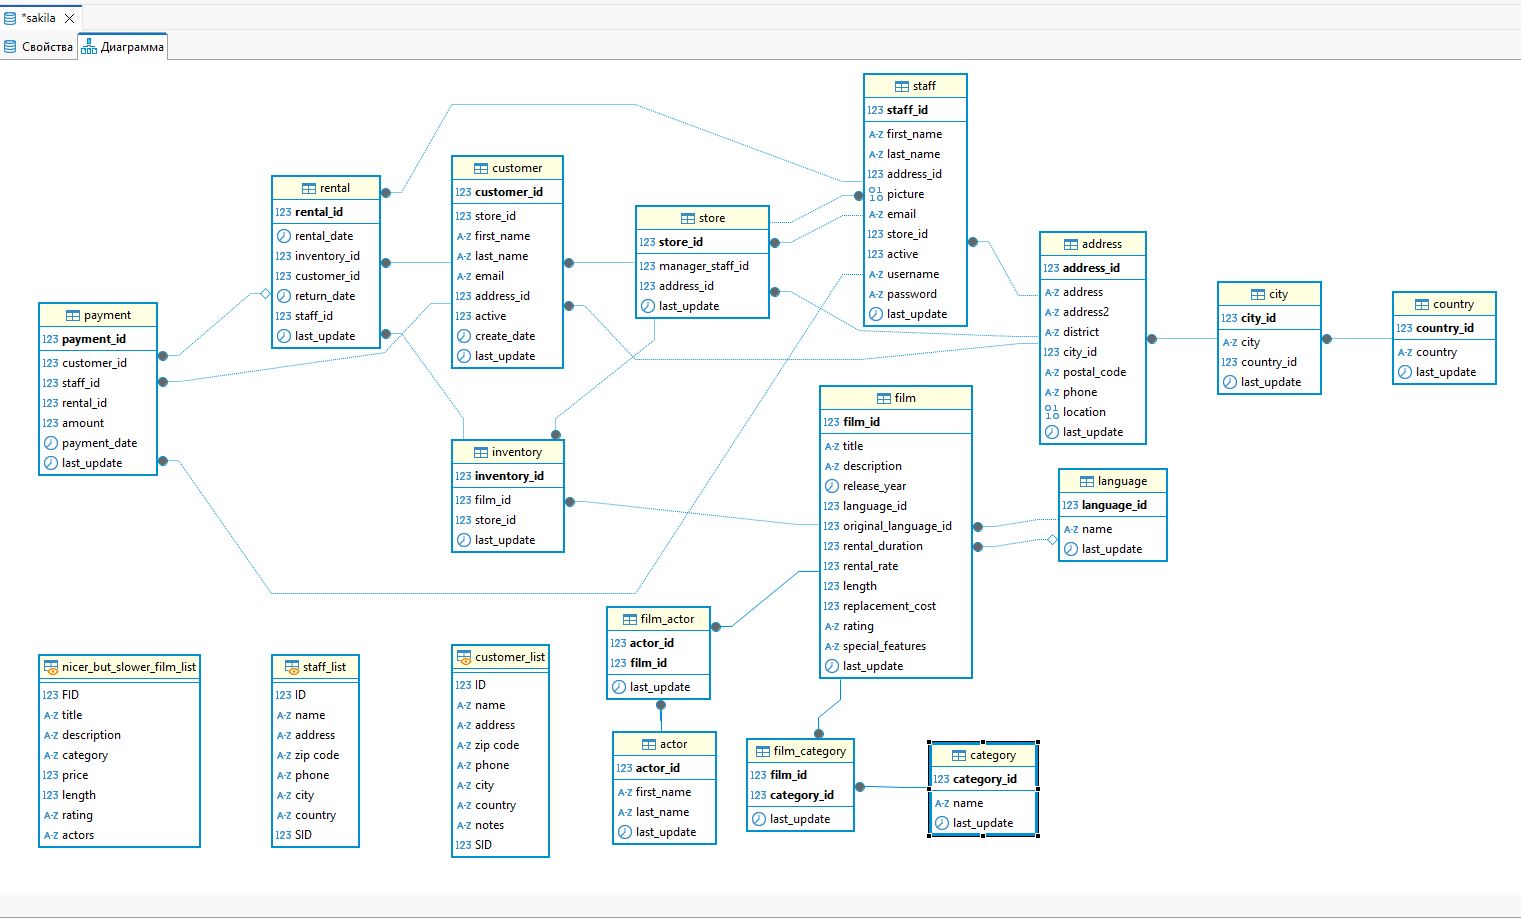 *sakila
Свойства
Диаграмма
staff
123 staff_id
A-Z first_name
A-Z last_name
123 address_id
picture
A-Z email
123 store_id
123 active
A-Z username
A-Z password
last_update
customer
123 customer_id
123 store_id
A-Z first_name
A-Z last_name
A-Z email
123 address_id
123 active
create_date
last_update
rental
123 rental_id
rental_date
123 inventory_id
123 customer_id
return_date
123 staff_id
last_update
store
123 store_id
123 manager_staff_id
123 address_id
last_update
address
123 address_id
A-Z address
A-Z address2
A-Z district
123 city_id
A-Z postal_code
A-Z phone
location
last_update
city
123 city_id
A-Z city
123 country_id
last_update
country
123 country_id
A-Z country
last_update
payment
123 payment_id
123 customer_id
123 staff_id
123 rental_id
123 amount
payment_date
last_update
film
123 film_id
A-Z title
A-Z description
release_year
123 language_id
123 original_language_id
123 rental_duration
123 rental_rate
123 length
123 replacement_cost
A-Z rating
A-Z special_features
last_update
inventory
123 inventory_id
123 film_id
123 store_id
last_update
language
123 language_id
A-Z name
last_update
film_actor
123 actor_id
123 film_id
last_update
nicer_but_slower_film_list
123 FID
A-Z title
A-Z description
A-Z category
123 price
123 length
A-Z rating
A-Z actors
staff_list
123 ID
A-Z name
A-Z address
A-Z zip code
A-Z phone
A-Z city
A-Z country
123 SID
customer_list
123 ID
A-Z name
A-Z address
A-Z zip code
A-Z phone
A-Z city
A-Z country
A-Z notes
123 SID
actor
123 actor_id
A-Z first_name
A-Z last_name
last_update
film_category
123 film_id
123 category_id
last_update
category
123 category_id
A-Z name
last_update